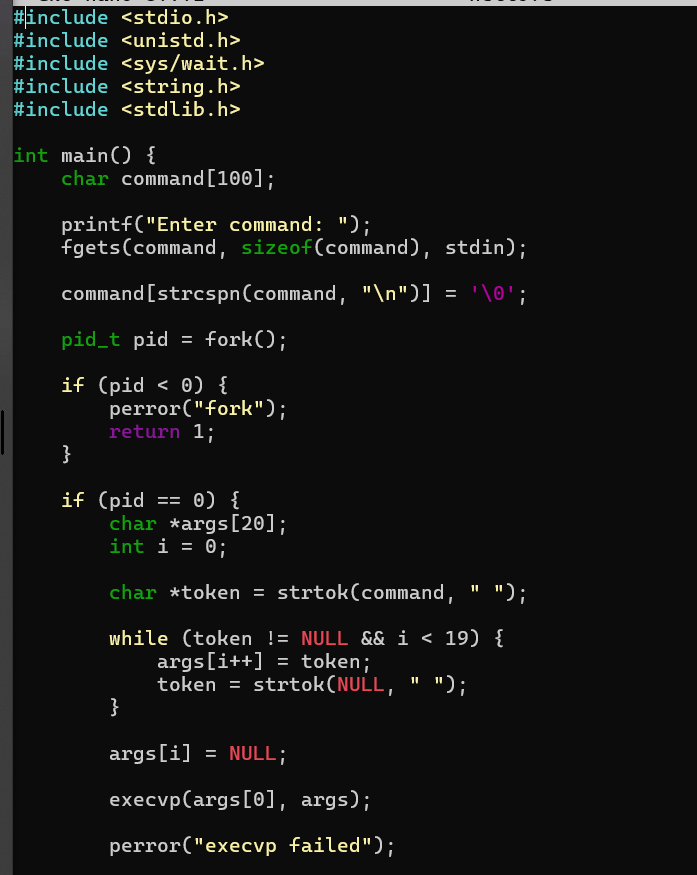 #include <stdio.h>
#include <unistd.h>
#include <sys/wait.h>
#include <string.h>
#include <stdlib.h>

int main() {
    char command[100];

    printf("Enter command: ");
    fgets(command, sizeof(command), stdin);

    command[strcspn(command, "\n")] = '\0';

    pid_t pid = fork();

    if (pid < 0) {
        perror("fork");
        return 1;
    }

    if (pid == 0) {
        char *args[20];
        int i = 0;

        char *token = strtok(command, " ");

        while (token != NULL && i < 19) {
            args[i++] = token;
            token = strtok(NULL, " ");
        }

        args[i] = NULL;

        execvp(args[0], args);

        perror("execvp failed");